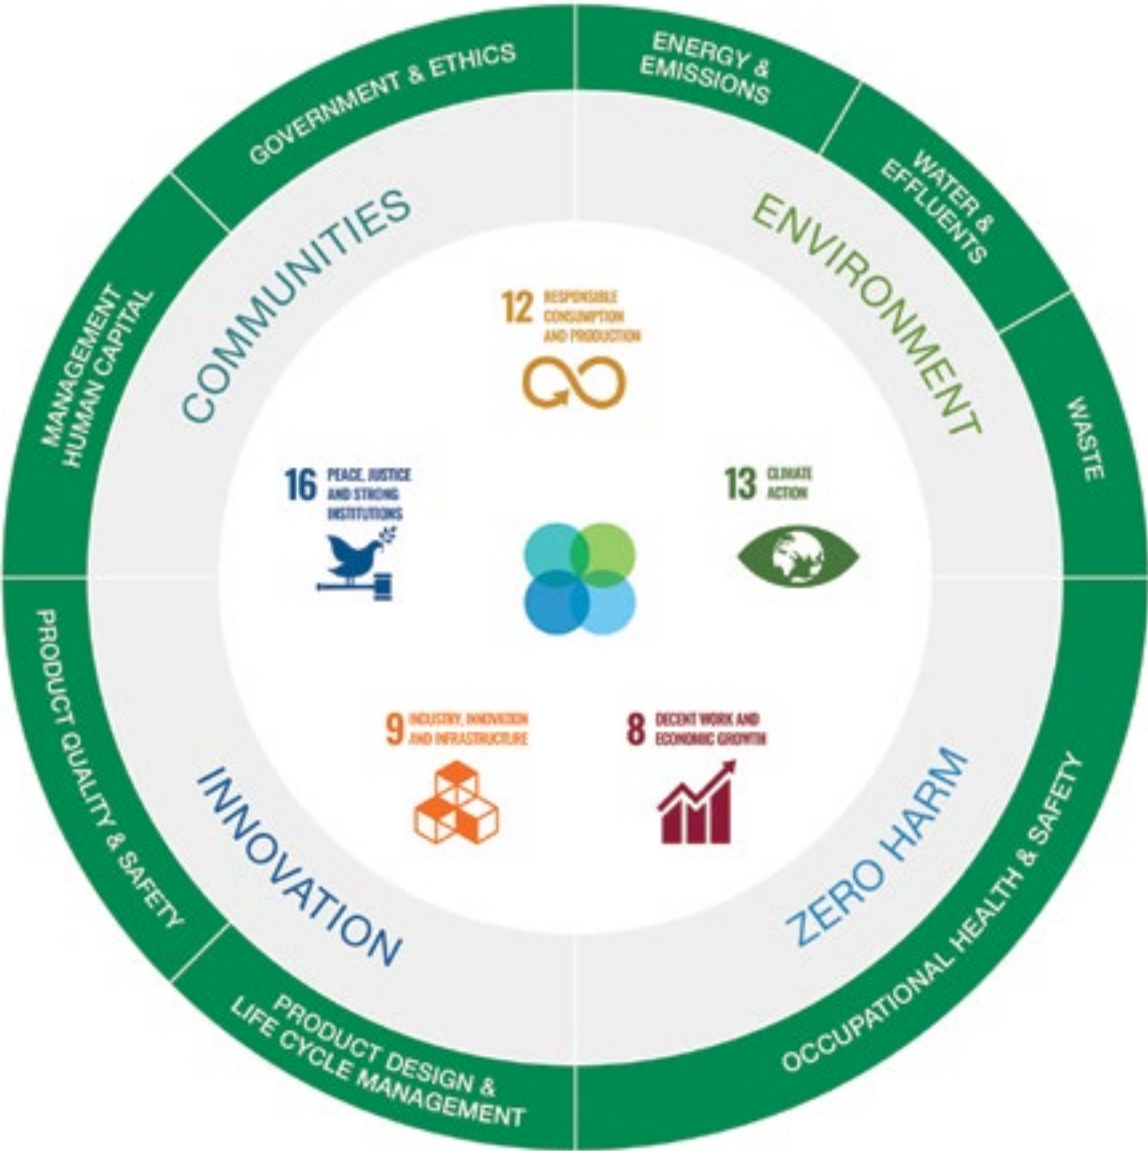 GOVERNMENT & ETHICS
ENERGY &
EMISSIONS
WATER &
EFFLUENTS
WASTE
MANAGEMENT
HUMAN CAPITAL
COMMUNITIES
ENVIRONMENT
12 RESPONSIBLE
CONSUMPTION
AND PRODUCTION
16 PEACE, JUSTICE
AND STRONG
INSTITUTIONS
13 CLIMATE
ACTION
9 INDUSTRY, INNOVATION
AND INFRASTRUCTURE
8 DECENT WORK AND
ECONOMIC GROWTH
INNOVATION
ZERO HARM
PRODUCT QUALITY & SAFETY
PRODUCT DESIGN &
LIFE CYCLE MANAGEMENT
OCCUPATIONAL HEALTH & SAFETY